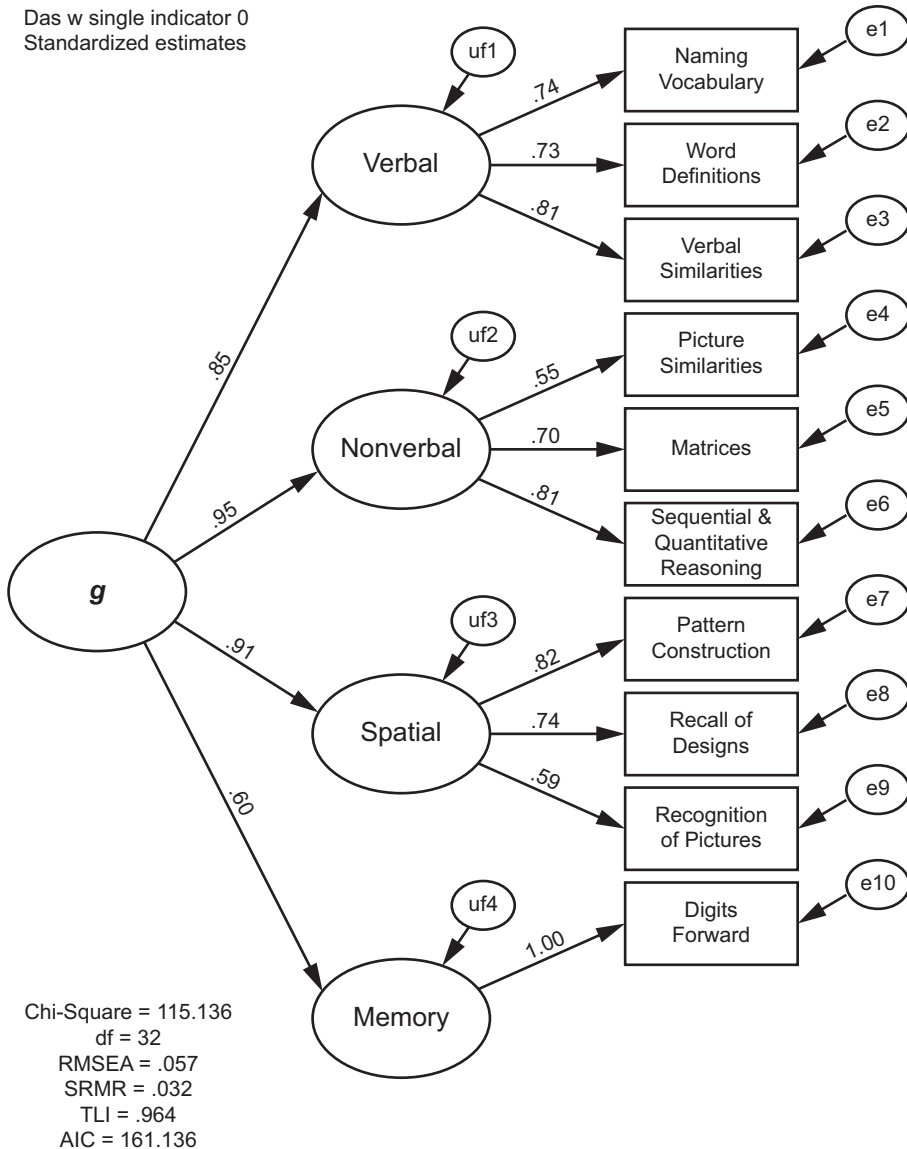 Das w single indicator 0
Standardized estimates
uf1
Verbal
.74
.73
.81
Naming
Vocabulary
e1
Word
Definitions
e2
Verbal
Similarities
e3
.85
uf2
Nonverbal
.55
.70
.81
Picture
Similarities
e4
Matrices
e5
Sequential &
Quantitative
Reasoning
e6
.95
g
.91
uf3
Spatial
.82
.74
.59
Pattern
Construction
e7
Recall of
Designs
e8
Recognition
of Pictures
e9
.60
uf4
Memory
1.00
Digits
Forward
e10
Chi-Square = 115.136
df = 32
RMSEA = .057
SRMR = .032
TLI = .964
AIC = 161.136